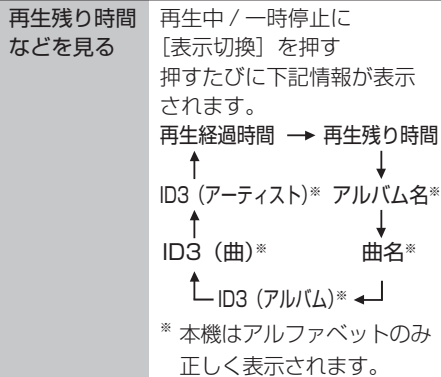 再生残り時間
などを見る
再生中 / 一時停止に
［表示切換］を押す
押すたびに下記情報が表示
されます。
再生経過時間 → 再生残り時間
ID3（アーティスト）※ アルバム名※
ID3（曲）※ 曲名※
ID3（アルバム）※
※ 本機はアルファベットのみ
正しく表示されます。